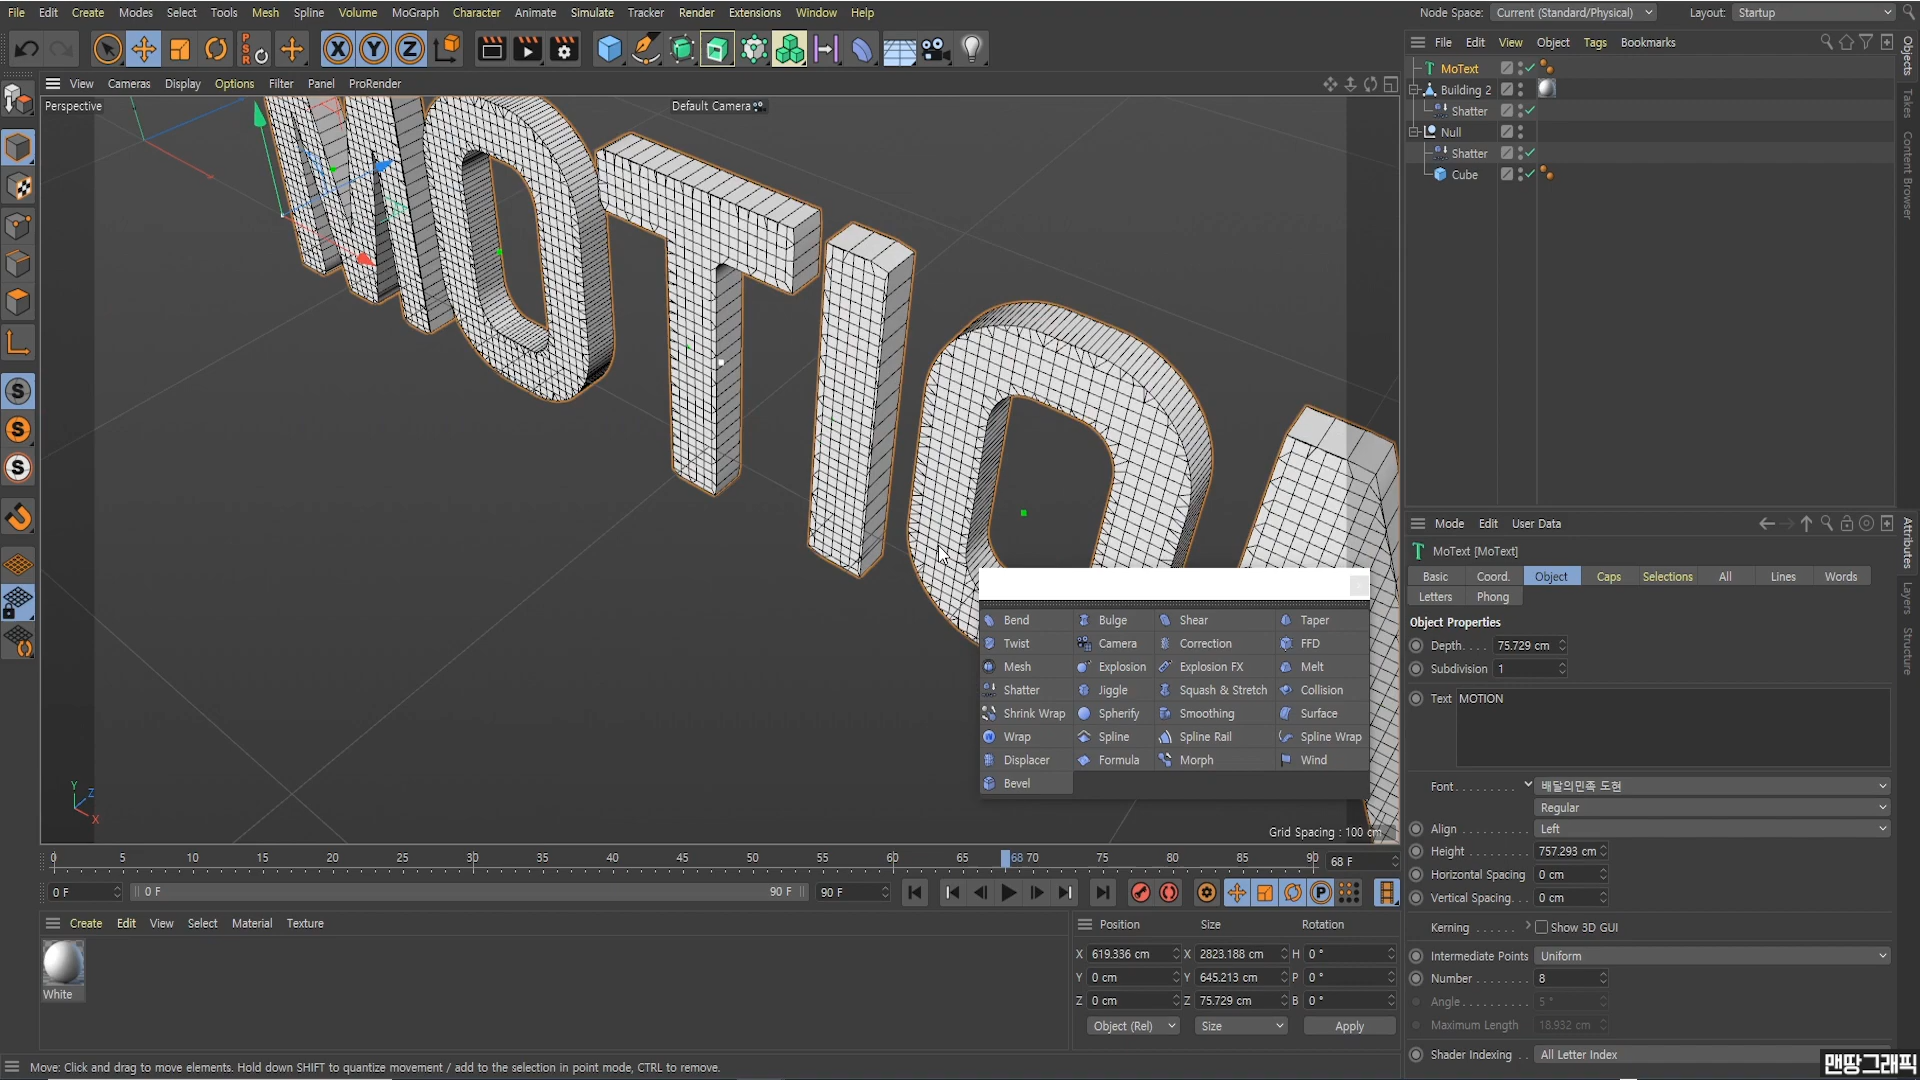 File Edit Create Modes Select Tools Mesh Spline Volume MoGraph Character Animate Simulate Tracker Render Extensions Window Help
Node Space: Current (Standard/Physical) Layout: Startup
File Edit View Object Tags Bookmarks
View Cameras Display Options Filter Panel ProRender
Perspective
Default Camera
MoText
Building 2
Shatter
Null
Shatter
Cube
Objects
Takes
Content Browser
Attributes
Layers
Structure
Mode Edit User Data
MoText [MoText]
Basic Coord. Object Caps Selections All Lines Words
Letters Phong
Object Properties
Depth. . . . 75.729 cm
Subdivision 1
Text MOTION
Font. . . . . . . . . 배달의민족 도현
Regular
Align . . . . . . . . . . Left
Height . . . . . . . . . 757.293 cm
Horizontal Spacing 0 cm
Vertical Spacing. . . 0 cm
Kerning . . . . . . Show 3D GUI
Intermediate Points Uniform
Number . . . . . . . . 8
Angle. . . . . . . . . . 5 °
Maximum Length 18.932 cm
Shader Indexing . . All Letter Index
Bend Bulge Shear Taper
Twist Camera Correction FFD
Mesh Explosion Explosion FX Melt
Shatter Jiggle Squash & Stretch Collision
Shrink Wrap Spherify Smoothing Surface
Wrap Spline Spline Rail Spline Wrap
Displacer Formula Morph Wind
Bevel
Y
Z
X
Grid Spacing : 100 cm
0 5 10 15 20 25 30 35 40 45 50 55 60 65 68 70 75 80 85 90 68 F
0 F 0 F 90 F 90 F
Create Edit View Select Material Texture
White
Position Size Rotation
X 619.336 cm X 2823.188 cm H 0 °
Y 0 cm Y 645.213 cm P 0 °
Z 0 cm Z 75.729 cm B 0 °
Object (Rel) Size Apply
Move: Click and drag to move elements. Hold down SHIFT to quantize movement / add to the selection in point mode, CTRL to remove.
맨땅그래픽